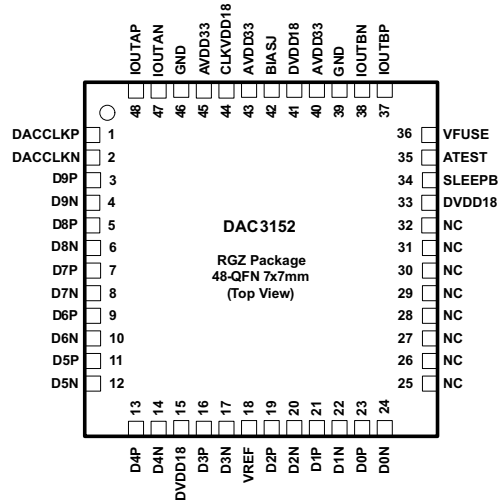 IOUTAP
IOUTAN
GND
AVDD33
CLKVDD18
AVDD33
BIASJ
DVDD18
AVDD33
GND
IOUTBN
IOUTBP
48
47
46
45
44
43
42
41
40
39
38
37
DACCLKP 1
DACCLKN 2
D9P 3
D9N 4
D8P 5
D8N 6
D7P 7
D7N 8
D6P 9
D6N 10
D5P 11
D5N 12
DAC3152
RGZ Package
48-QFN 7x7mm
(Top View)
36 VFUSE
35 ATEST
34 SLEEPB
33 DVDD18
32 NC
31 NC
30 NC
29 NC
28 NC
27 NC
26 NC
25 NC
13
14
15
16
17
18
19
20
21
22
23
24
D4P
D4N
DVDD18
D3P
D3N
VREF
D2P
D2N
D1P
D1N
D0P
D0N